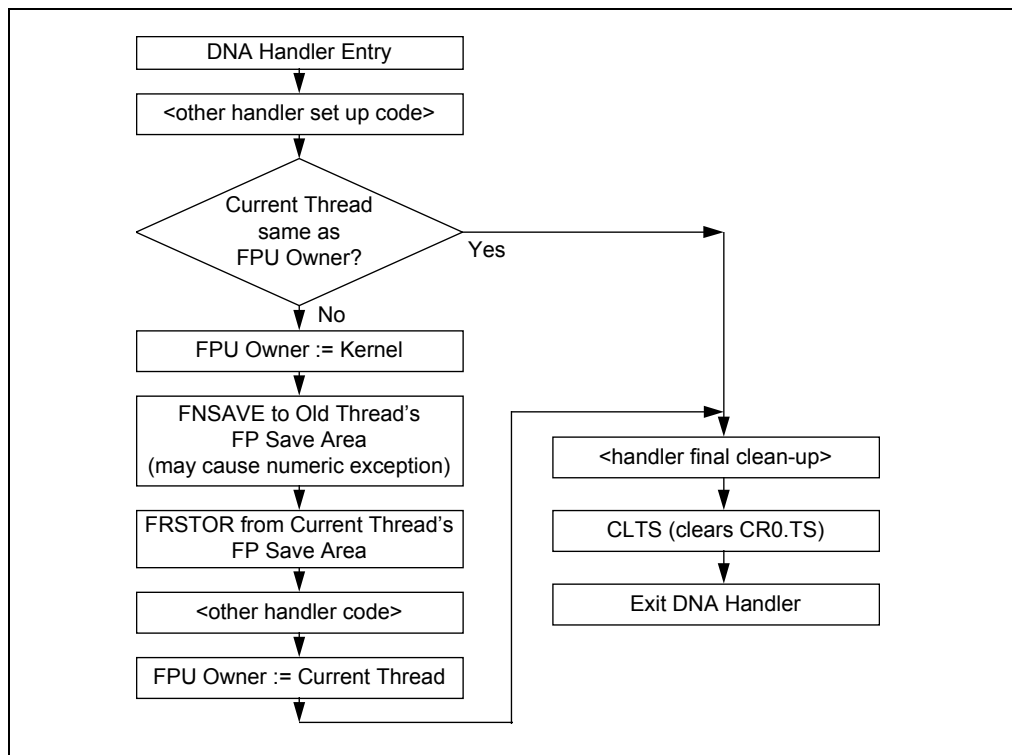 DNA Handler Entry
<other handler set up code>
Current Thread
same as
FPU Owner?
Yes
No
FPU Owner := Kernel
FNSAVE to Old Thread’s
FP Save Area
(may cause numeric exception)
FRSTOR from Current Thread’s
FP Save Area
<other handler code>
FPU Owner := Current Thread
<handler final clean-up>
CLTS (clears CR0.TS)
Exit DNA Handler